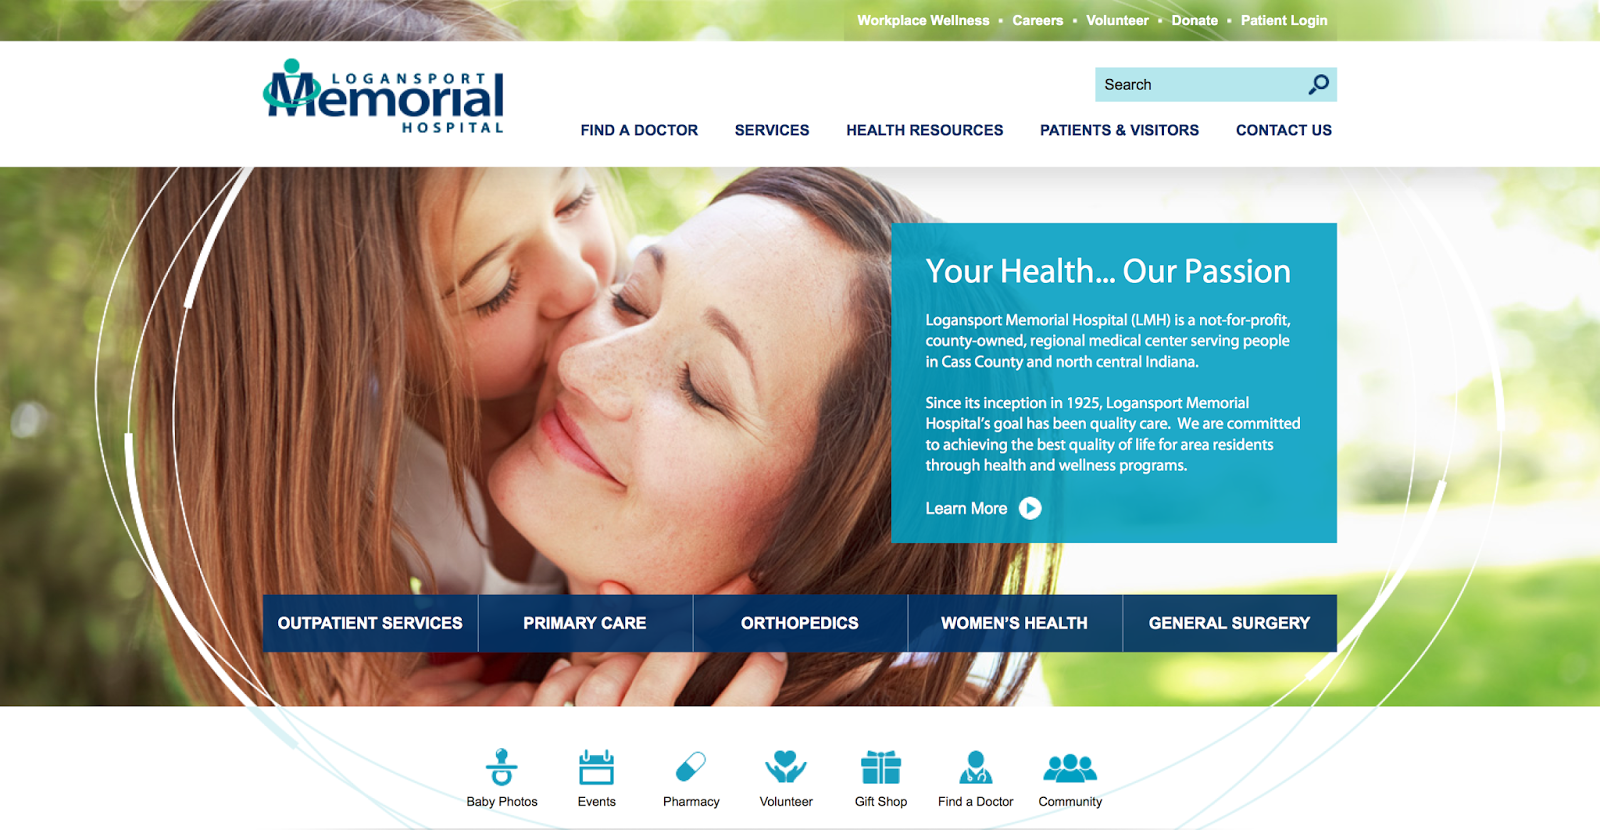 Workplace Wellness ▪ Careers ▪ Volunteer ▪ Donate ▪ Patient Login
LOGANSPORT
Memorial
HOSPITAL
Search
FIND A DOCTOR SERVICES HEALTH RESOURCES PATIENTS & VISITORS CONTACT US
Your Health... Our Passion
Logansport Memorial Hospital (LMH) is a not-for-profit,
county-owned, regional medical center serving people
in Cass County and north central Indiana.
Since its inception in 1925, Logansport Memorial
Hospital’s goal has been quality care.  We are committed
to achieving the best quality of life for area residents
through health and wellness programs.
Learn More
OUTPATIENT SERVICES PRIMARY CARE ORTHOPEDICS WOMEN’S HEALTH GENERAL SURGERY
Baby Photos Events Pharmacy Volunteer Gift Shop Find a Doctor Community